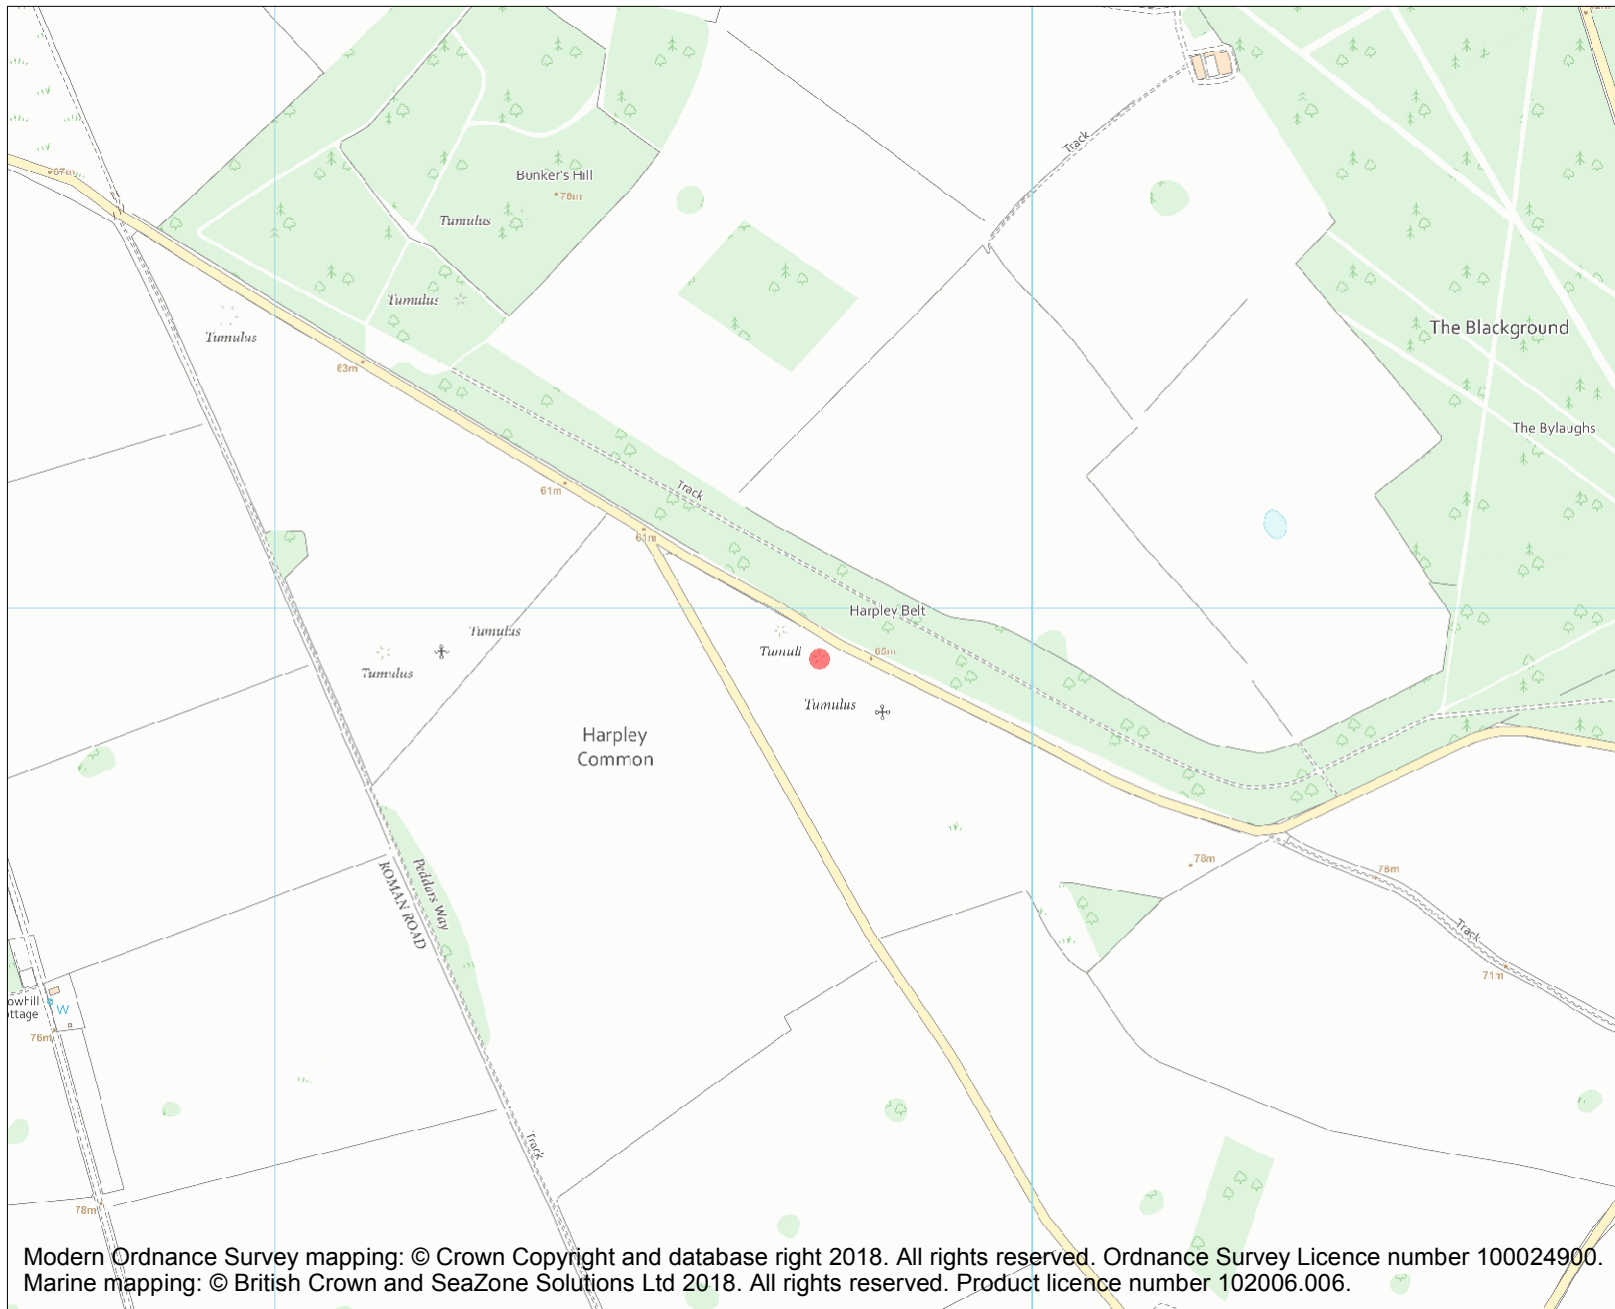 Track
67m
Bunker's Hill
78m
Tumulus
Tumulus
Tumulus
The Blackground
63m
The Bylaughs
61m
Track
61m
Harpley Belt
Tumulus
Tumuli
65m
Tumulus
Tumulus
Harpley
Common
78m
78m
Peddars Way
ROMAN ROAD
Track
71m
owhill
ttage
W
76m
Track
78m
Modern Ordnance Survey mapping: © Crown Copyright and database right 2018. All rights reserved. Ordnance Survey Licence number 100024900.
Marine mapping: © British Crown and SeaZone Solutions Ltd 2018. All rights reserved. Product licence number 102006.006.